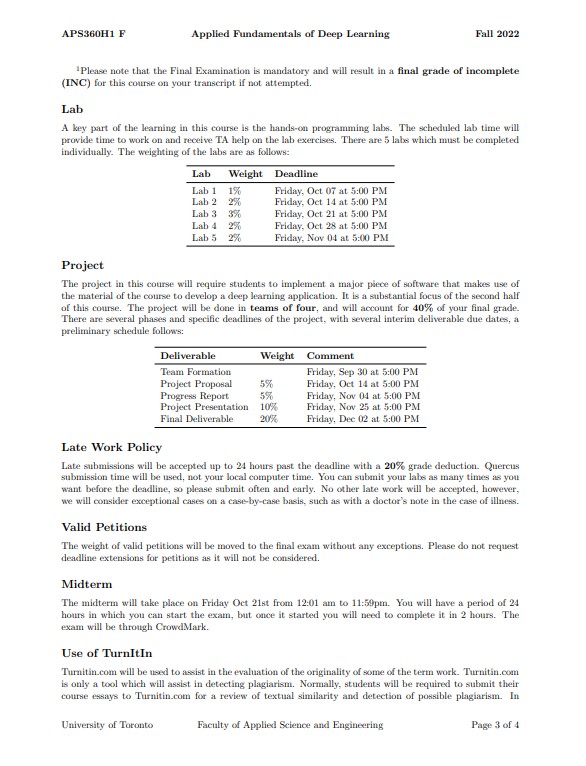 APS360H1 F Applied Fundamentals of Deep Learning Fall 2022
¹Please note that the Final Examination is mandatory and will result in a final grade of incomplete
(INC) for this course on your transcript if not attempted.
Lab
A key part of the learning in this course is the hands-on programming labs. The scheduled lab time will
provide time to work on and receive TA help on the lab exercises. There are 5 labs which must be completed
individually. The weighting of the labs are as follows:
Lab Weight Deadline
Lab 1 1% Friday, Oct 07 at 5:00 PM
Lab 2 2% Friday, Oct 14 at 5:00 PM
Lab 3 3% Friday, Oct 21 at 5:00 PM
Lab 4 2% Friday, Oct 28 at 5:00 PM
Lab 5 2% Friday, Nov 04 at 5:00 PM
Project
The project in this course will require students to implement a major piece of software that makes use of
the material of the course to develop a deep learning application. It is a substantial focus of the second half
of this course. The project will be done in teams of four, and will account for 40% of your final grade.
There are several phases and specific deadlines of the project, with several interim deliverable due dates, a
preliminary schedule follows:
Deliverable Weight Comment
Team Formation Friday, Sep 30 at 5:00 PM
Project Proposal 5% Friday, Oct 14 at 5:00 PM
Progress Report 5% Friday, Nov 04 at 5:00 PM
Project Presentation 10% Friday, Nov 25 at 5:00 PM
Final Deliverable 20% Friday, Dec 02 at 5:00 PM
Late Work Policy
Late submissions will be accepted up to 24 hours past the deadline with a 20% grade deduction. Quercus
submission time will be used, not your local computer time. You can submit your labs as many times as you
want before the deadline, so please submit often and early. No other late work will be accepted, however,
we will consider exceptional cases on a case-by-case basis, such as with a doctor's note in the case of illness.
Valid Petitions
The weight of valid petitions will be moved to the final exam without any exceptions. Please do not request
deadline extensions for petitions as it will not be considered.
Midterm
The midterm will take place on Friday Oct 21st from 12:01 am to 11:59pm. You will have a period of 24
hours in which you can start the exam, but once it started you will need to complete it in 2 hours. The
exam will be through CrowdMark.
Use of TurnItIn
Turnitin.com will be used to assist in the evaluation of the originality of some of the term work. Turnitin.com
is only a tool which will assist in detecting plagiarism. Normally, students will be required to submit their
course essays to Turnitin.com for a review of textual similarity and detection of possible plagiarism. In
University of Toronto Faculty of Applied Science and Engineering Page 3 of 4